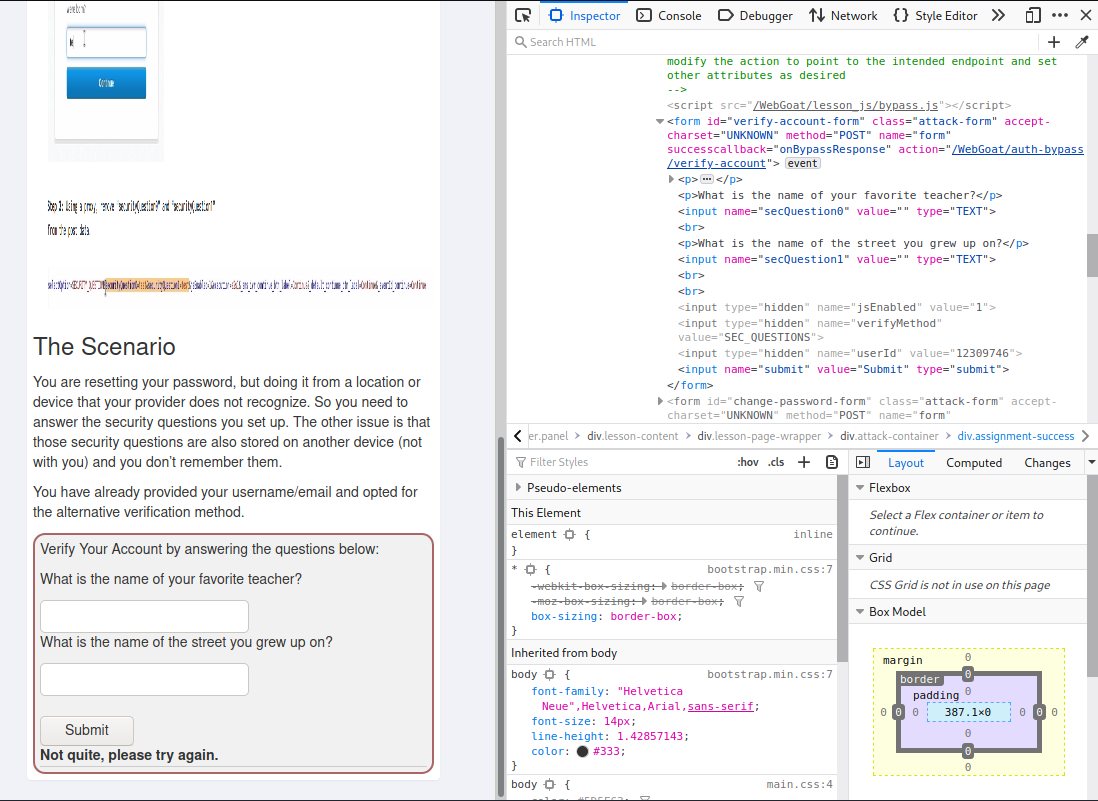 were born?
Continue
Step 2: Using a proxy, remove "securityQuestion0" and "securityQuestion1"
from the post data
The Scenario
You are resetting your password, but doing it from a location or
device that your provider does not recognize. So you need to
answer the security questions you set up. The other issue is that
those security questions are also stored on another device (not
with you) and you don't remember them.
You have already provided your username/email and opted for
the alternative verification method.
Verify Your Account by answering the questions below:
What is the name of your favorite teacher?
What is the name of the street you grew up on?
Submit
Not quite, please try again.
Inspector Console Debugger Network Style Editor
Search HTML
modify the action to point to the intended endpoint and set
other attributes as desired
-->
<script src="/WebGoat/lesson_js/bypass.js"></script>
<form id="verify-account-form" class="attack-form" accept-
charset="UNKNOWN" method="POST" name="form"
successcallback="onBypassResponse" action="/WebGoat/auth-bypass
/verify-account"> event
<p>…</p>
<p>What is the name of your favorite teacher?</p>
<input name="secQuestion0" value="" type="TEXT">
<br>
<p>What is the name of the street you grew up on?</p>
<input name="secQuestion1" value="" type="TEXT">
<br>
<br>
<input type="hidden" name="jsEnabled" value="1">
<input type="hidden" name="verifyMethod"
value="SEC_QUESTIONS">
<input type="hidden" name="userId" value="12309746">
<input name="submit" value="Submit" type="submit">
</form>
<form id="change-password-form" class="attack-form" accept-
charset="UNKNOWN" method="POST" name="form"
er.panel div.lesson-content div.lesson-page-wrapper div.attack-container div.assignment-success
Filter Styles :hov .cls
Pseudo-elements
This Element
element { inline
}
* { bootstrap.min.css:7
-webkit-box-sizing: border-box;
-moz-box-sizing: border-box;
box-sizing: border-box;
}
Inherited from body
body { bootstrap.min.css:7
font-family: "Helvetica
Neue",Helvetica,Arial,sans-serif;
font-size: 14px;
line-height: 1.42857143;
color: #333;
}
body { main.css:4
Layout Computed Changes
Flexbox
Select a Flex container or item to
continue.
Grid
CSS Grid is not in use on this page
Box Model
margin 0
border 0
padding 0
0 0 0 387.1×0 0 0 0
0
0
0